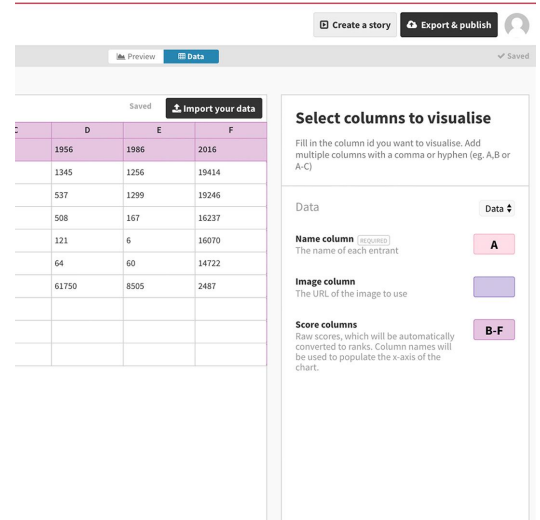 Create a story
Export & publish
Preview
Data
Saved
Saved
Import your data
D E F
1956 1986 2016
1345 1256 19414
537 1299 19246
508 167 16237
121 6 16070
64 60 14722
61750 8505 2487
Select columns to visualise
Fill in the column id you want to visualise. Add
multiple columns with a comma or hyphen (eg. A,B or
A-C)
Data
Data
Name column REQUIRED
The name of each entrant
A
Image column
The URL of the image to use
Score columns
Raw scores, which will be automatically
converted to ranks. Column names will
be used to populate the x-axis of the
chart.
B-F